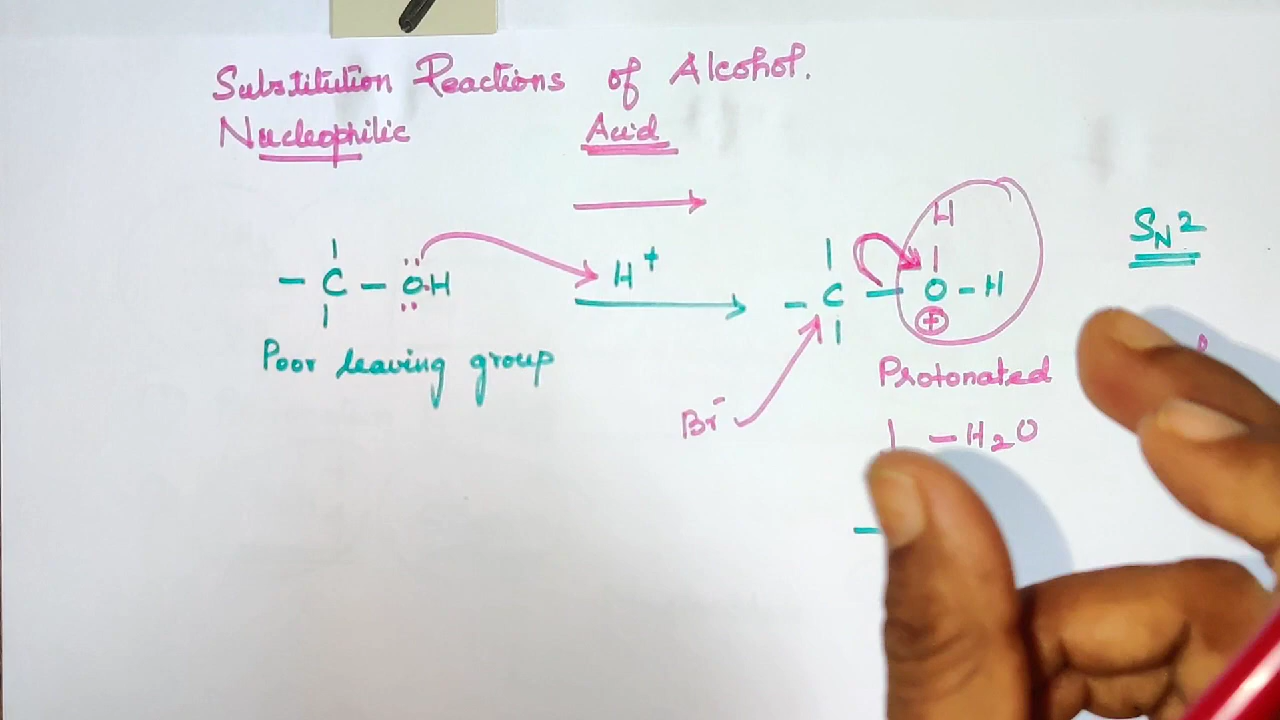 Substitution Reactions of Alcohol.
Nucleophilic Acid
H
SN2
– C – OH H+ – C – O – H
+
Poor leaving group Protonated
Br-
– H2O